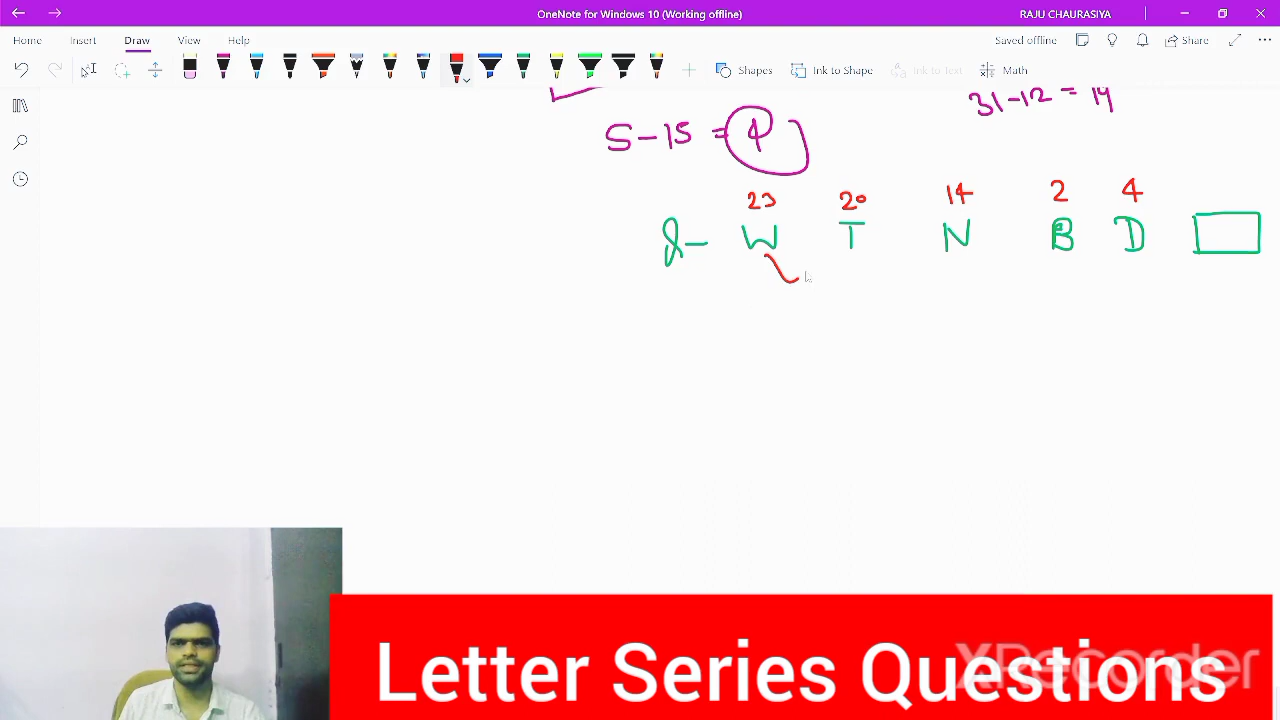 OneNote for Windows 10 (Working offline)
RAJU CHAURASIYA
Home Insert Draw View Help
Saved offline Share
Shapes Ink to Shape Ink to Text Math
31-12 = 19
S-15 = 4
23 20 14 2 4
W T N B D
Letter Series Questions
XRecorder